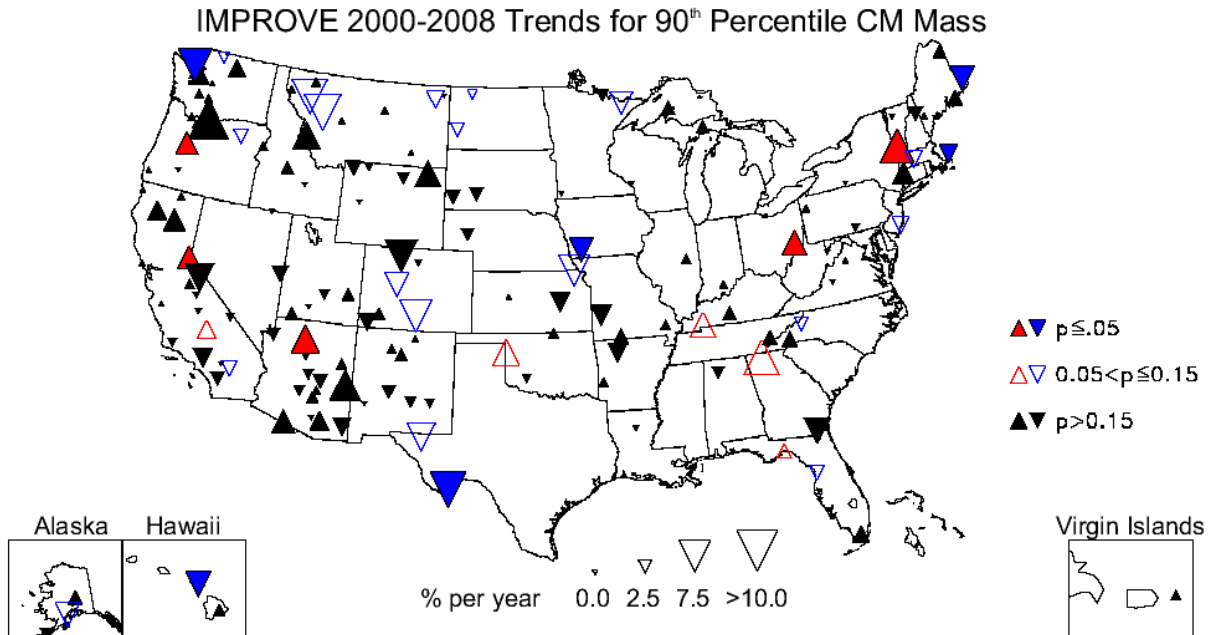 IMPROVE 2000-2008 Trends for 90th Percentile CM Mass
p≤.05
0.05<p≦0.15
p>0.15
Alaska
Hawaii
Virgin Islands
% per year 0.0 2.5 7.5 >10.0